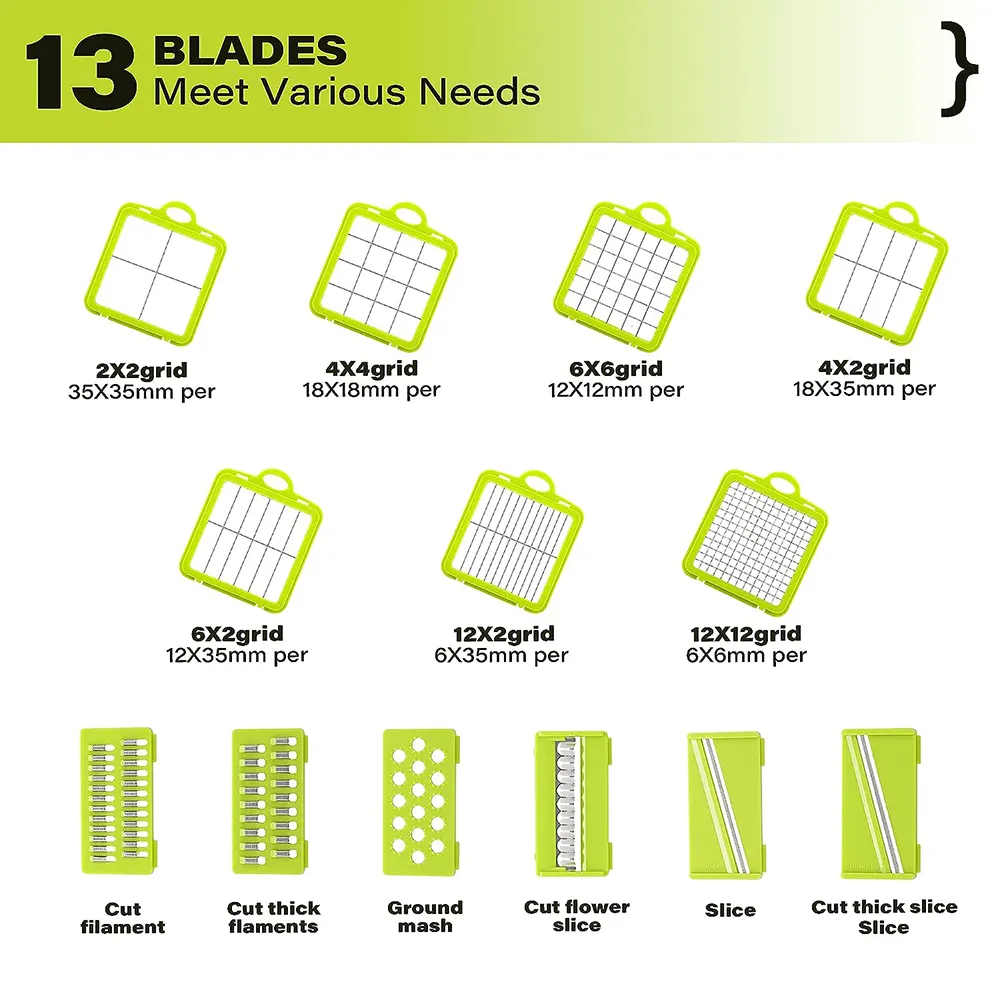 13 BLADES
Meet Various Needs
}
2X2grid
35X35mm per
4X4grid
18X18mm per
6X6grid
12X12mm per
4X2grid
18X35mm per
6X2grid
12X35mm per
12X2grid
6X35mm per
12X12grid
6X6mm per
Cut
filament
Cut thick
flaments
Ground
mash
Cut flower
slice
Slice
Cut thick slice
Slice